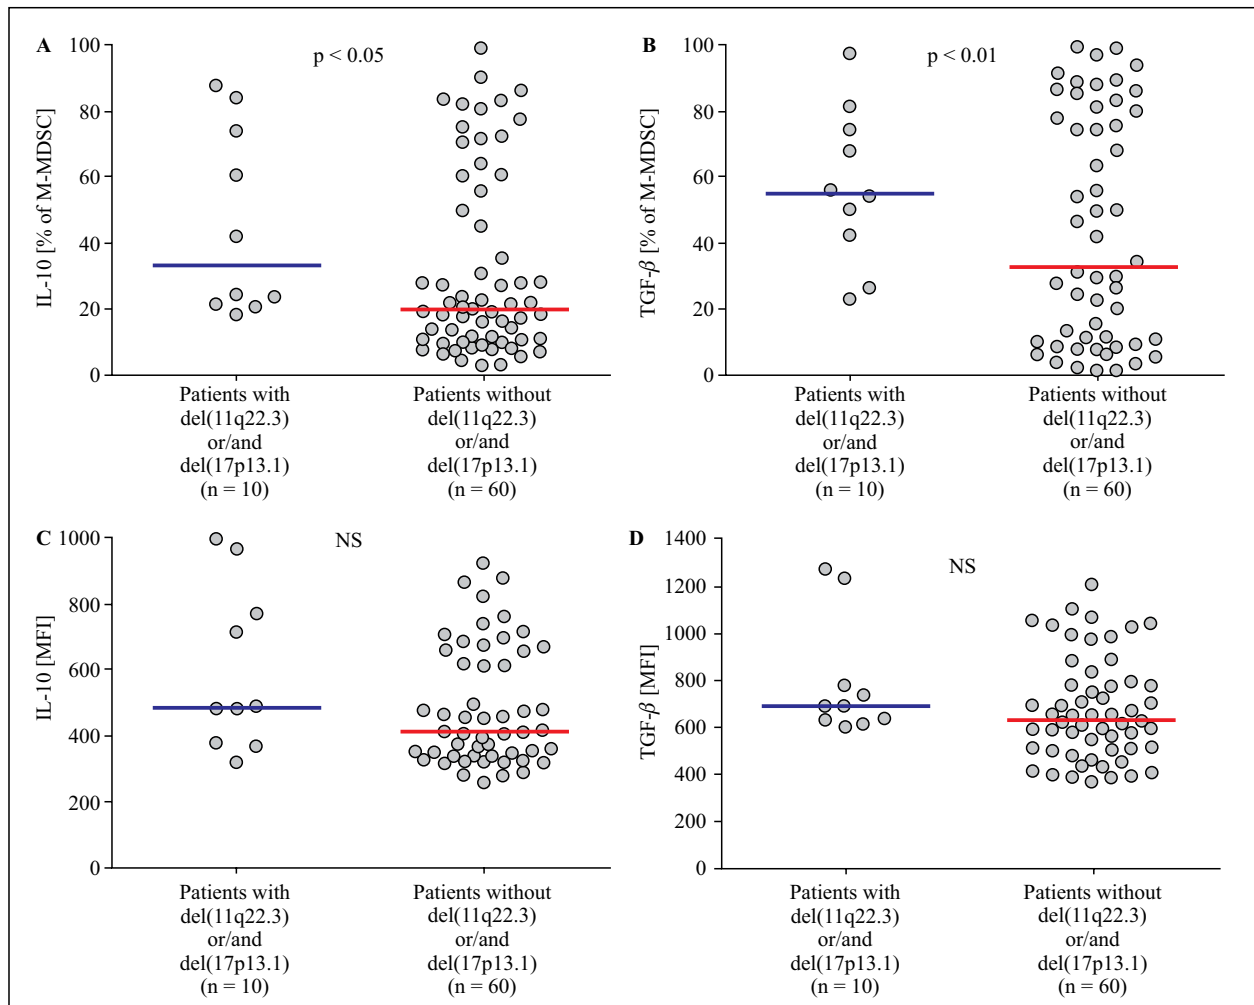 A
p < 0.05
IL-10 [% of M-MDSC]
100
80
60
40
20
0
Patients with
del(11q22.3)
or/and
del(17p13.1)
(n = 10)
Patients without
del(11q22.3)
or/and
del(17p13.1)
(n = 60)
B
p < 0.01
TGF-β [% of M-MDSC]
100
80
60
40
20
0
Patients with
del(11q22.3)
or/and
del(17p13.1)
(n = 10)
Patients without
del(11q22.3)
or/and
del(17p13.1)
(n = 60)
C
NS
IL-10 [MFI]
1000
800
600
400
200
0
Patients with
del(11q22.3)
or/and
del(17p13.1)
(n = 10)
Patients without
del(11q22.3)
or/and
del(17p13.1)
(n = 60)
D
NS
TGF-β [MFI]
1400
1200
1000
800
600
400
200
0
Patients with
del(11q22.3)
or/and
del(17p13.1)
(n = 10)
Patients without
del(11q22.3)
or/and
del(17p13.1)
(n = 60)